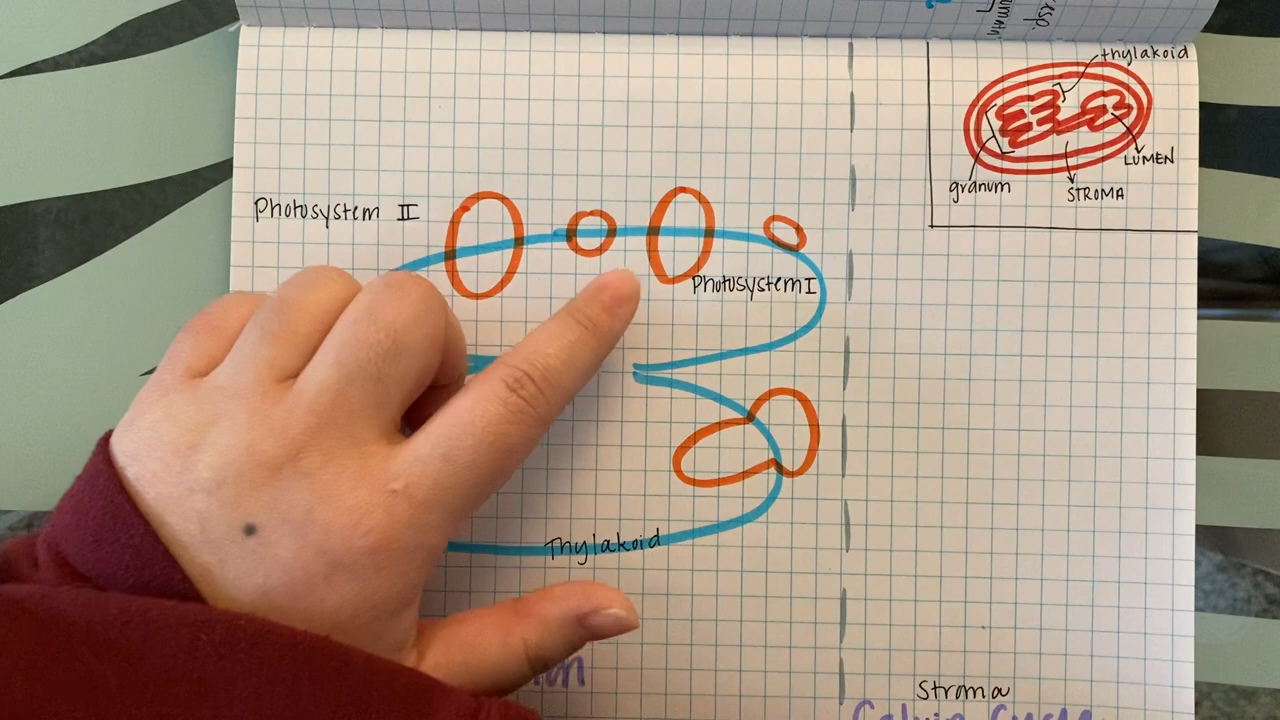 thylakoid
LUMEN
granum
STROMA
Photosystem II
Photosystem I
Thylakoid
Stroma